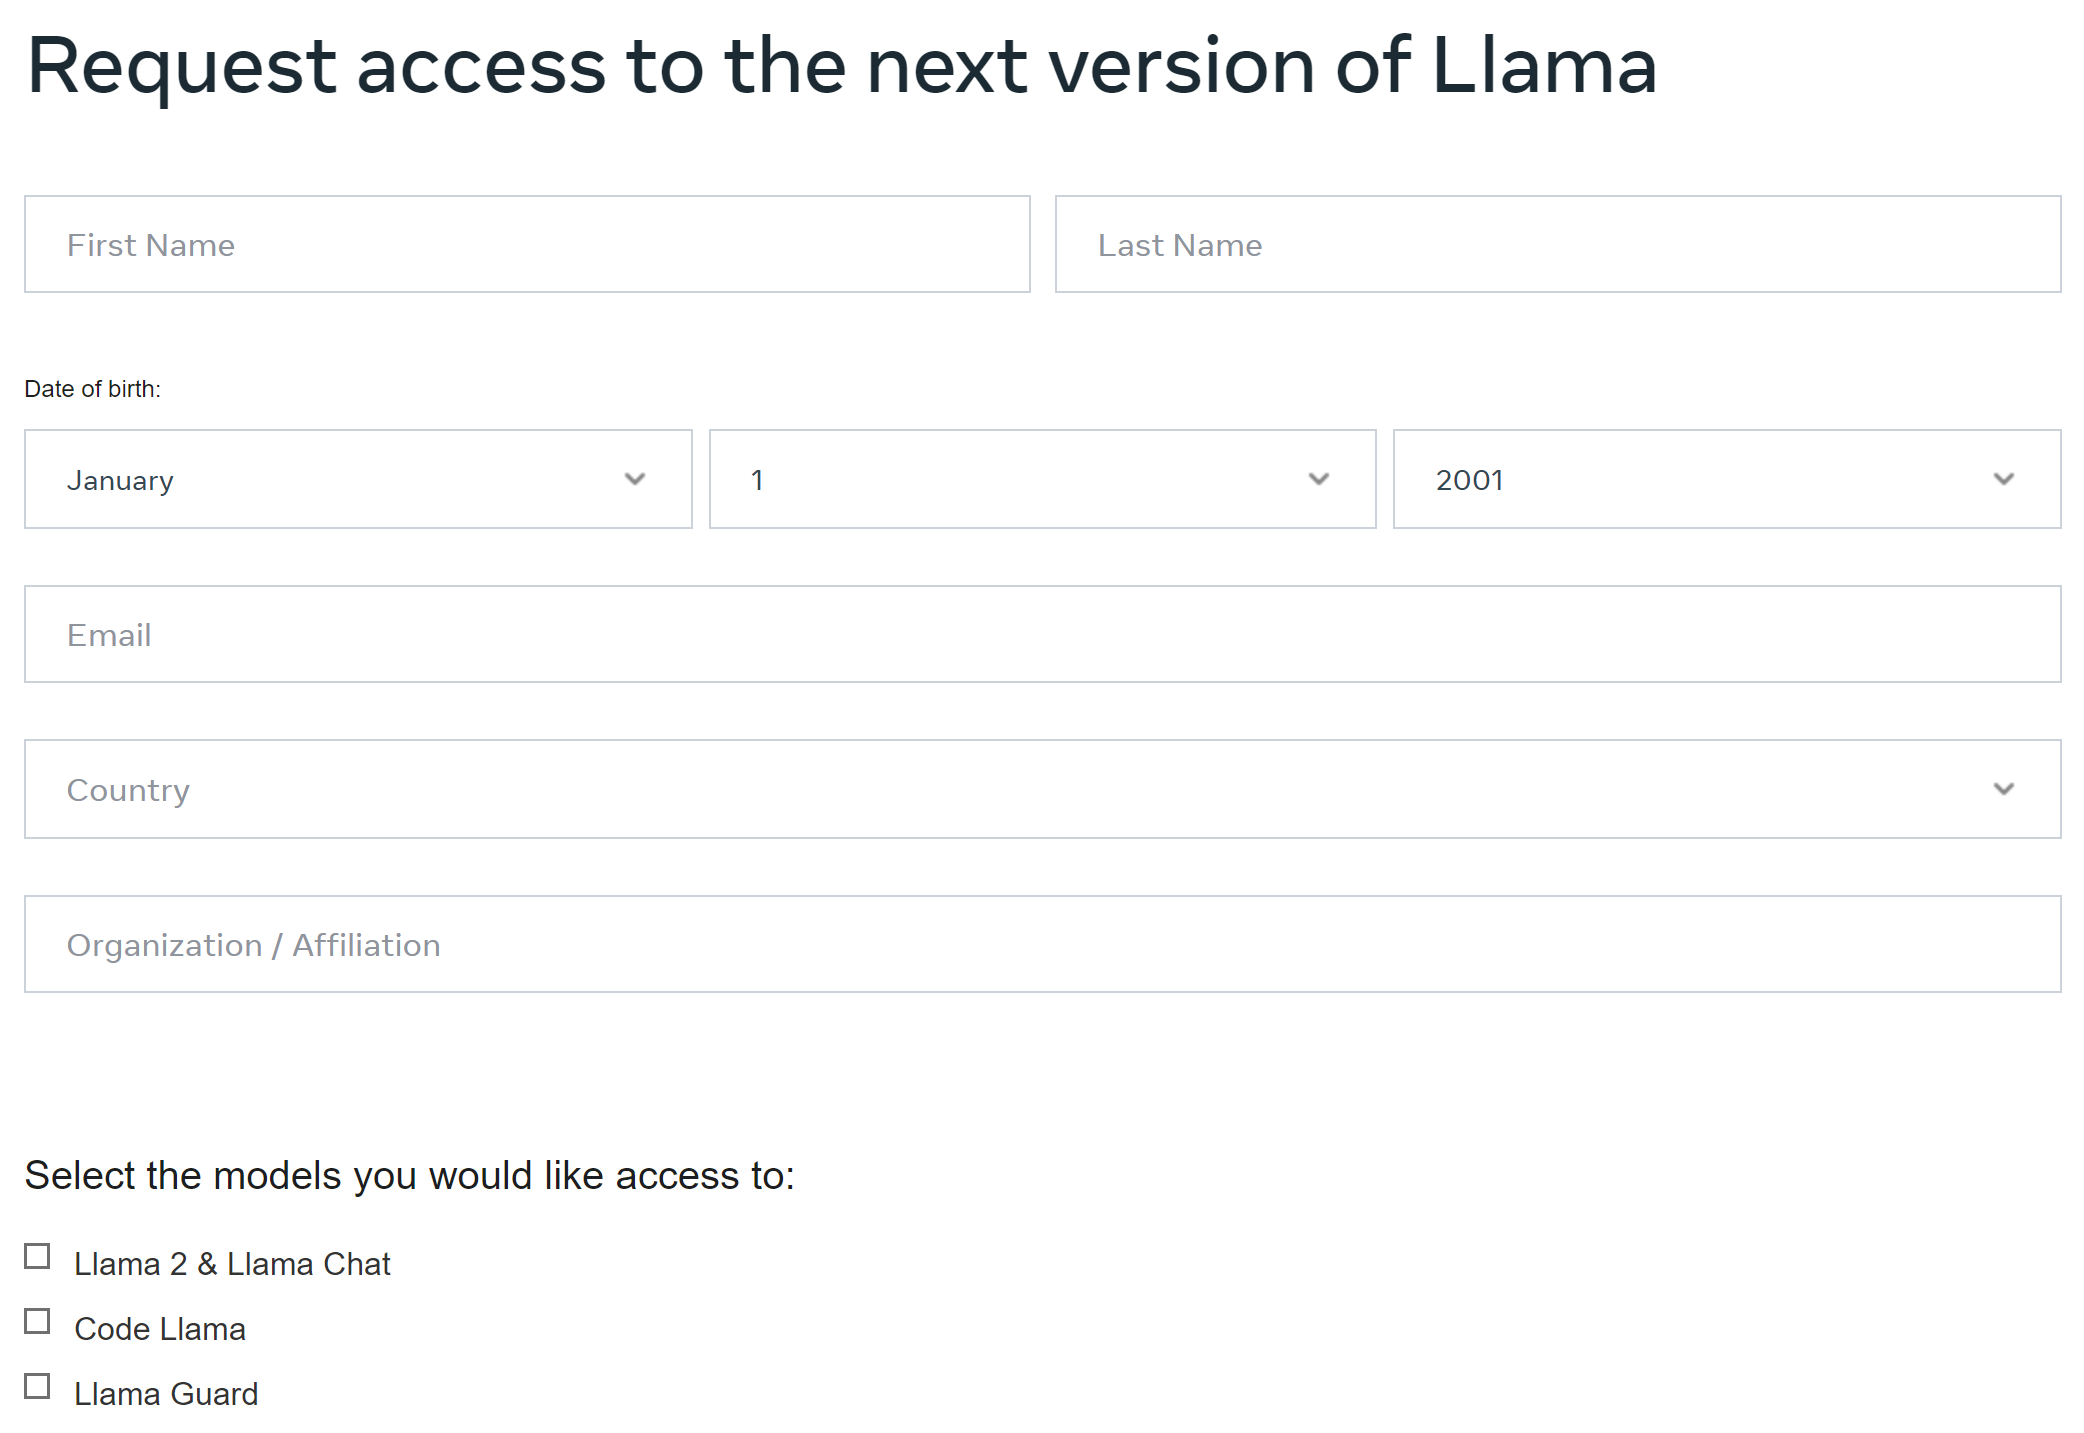 Request access to the next version of Llama
First Name
Last Name
Date of birth:
January
1
2001
Email
Country
Organization / Affiliation
Select the models you would like access to:
Llama 2 & Llama Chat
Code Llama
Llama Guard